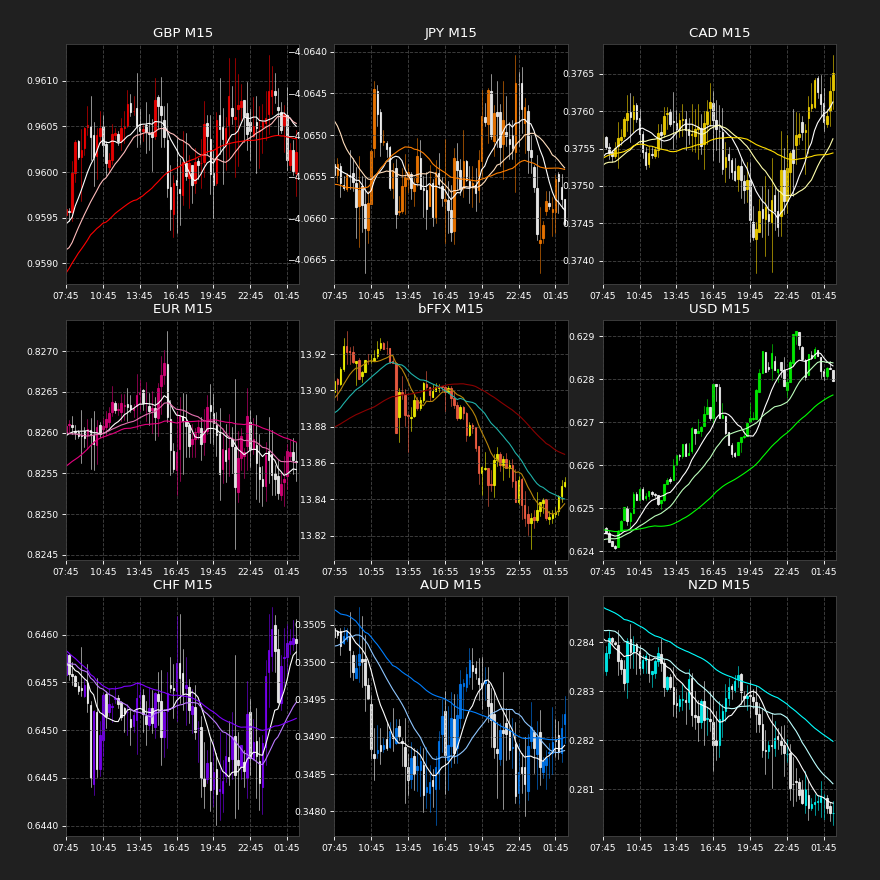 GBP M15
0.9610
0.9605
0.9600
0.9595
0.9590
07:45 10:45 13:45 16:45 19:45 22:45 01:45
JPY M15
−4.0640
−4.0645
−4.0650
−4.0655
−4.0660
−4.0665
07:45 10:45 13:45 16:45 19:45 22:45 01:45
CAD M15
0.3765
0.3760
0.3755
0.3750
0.3745
0.3740
07:45 10:45 13:45 16:45 19:45 22:45 01:45
EUR M15
0.8270
0.8265
0.8260
0.8255
0.8250
0.8245
07:45 10:45 13:45 16:45 19:45 22:45 01:45
bFFX M15
13.92
13.90
13.88
13.86
13.84
13.82
07:55 10:55 13:55 16:55 19:55 22:55 01:55
USD M15
0.629
0.628
0.627
0.626
0.625
0.624
07:45 10:45 13:45 16:45 19:45 22:45 01:45
CHF M15
0.6460
0.6455
0.6450
0.6445
0.6440
07:45 10:45 13:45 16:45 19:45 22:45 01:45
AUD M15
0.3505
0.3500
0.3495
0.3490
0.3485
0.3480
07:45 10:45 13:45 16:45 19:45 22:45 01:45
NZD M15
0.284
0.283
0.282
0.281
07:45 10:45 13:45 16:45 19:45 22:45 01:45